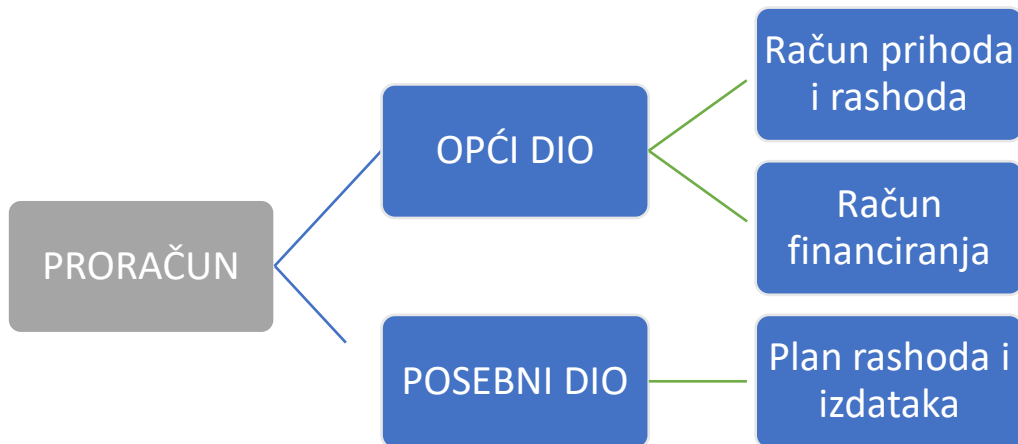 PRORAČUN
OPĆI DIO
Račun prihoda
i rashoda
Račun
financiranja
POSEBNI DIO
Plan rashoda i
izdataka